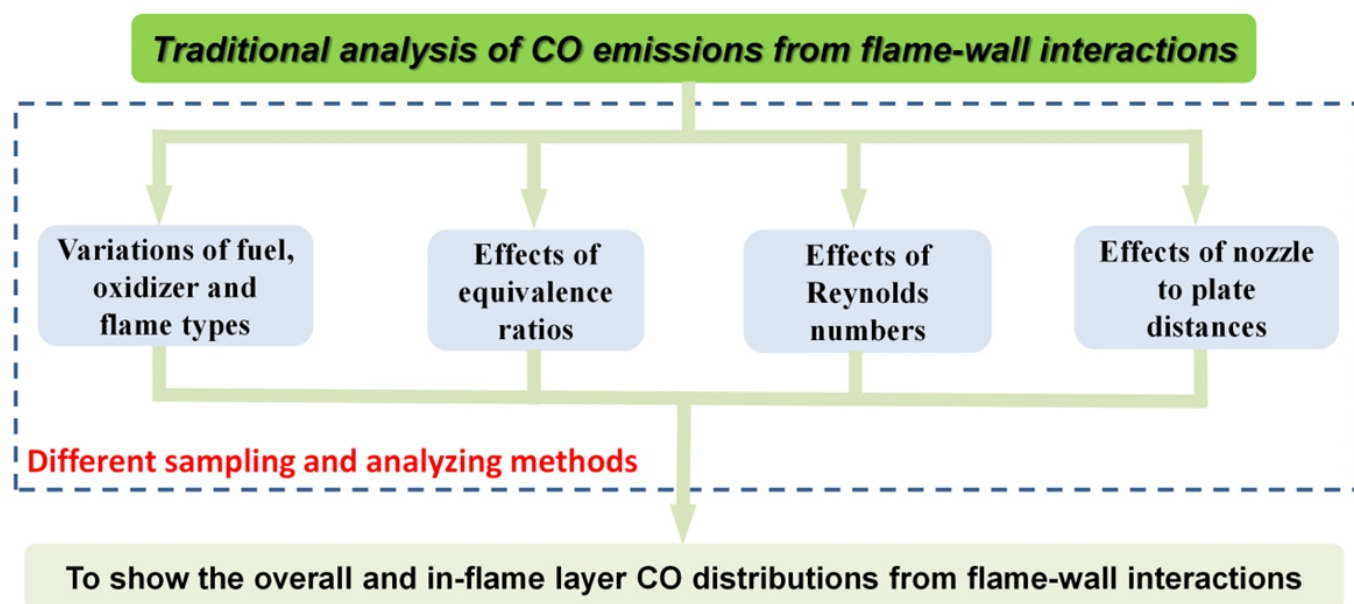 Traditional analysis of CO emissions from flame-wall interactions
Variations of fuel,
oxidizer and
flame types
Effects of
equivalence
ratios
Effects of
Reynolds
numbers
Effects of nozzle
to plate
distances
Different sampling and analyzing methods
To show the overall and in-flame layer CO distributions from flame-wall interactions